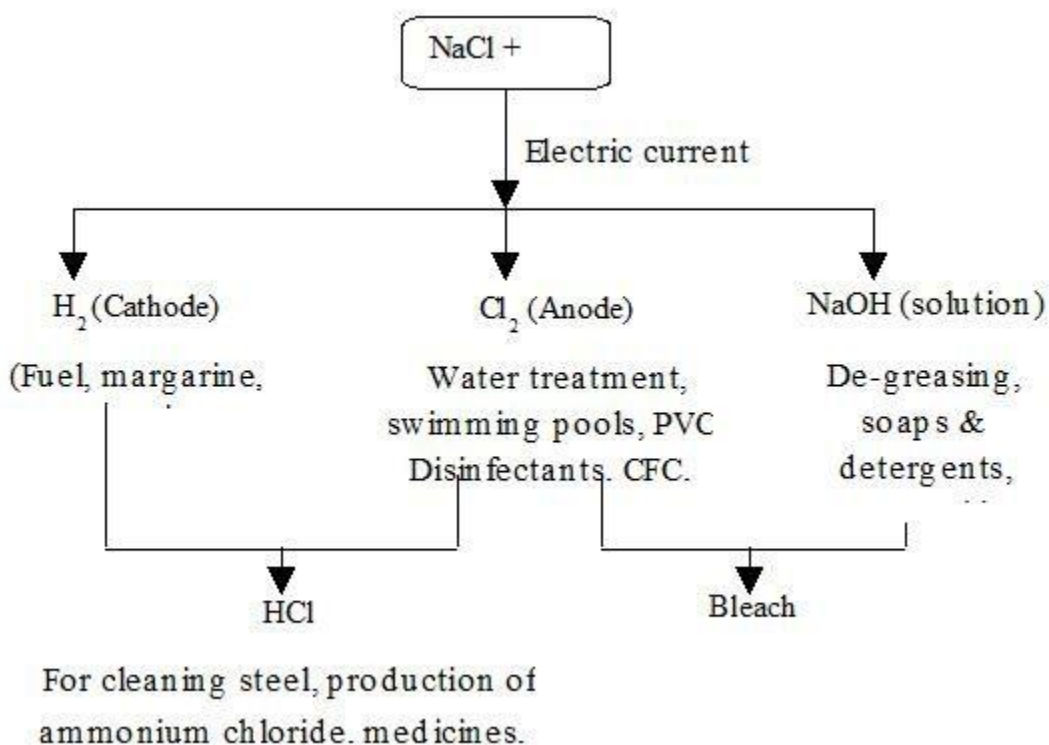 NaCl +
Electric current
H₂ (Cathode)
Cl₂ (Anode)
NaOH (solution)
(Fuel, margarine,
Water treatment,
swimming pools, PVC
Disinfectants. CFC.
De-greasing,
soaps &
detergents,
HCl
Bleach
For cleaning steel, production of
ammonium chloride. medicines.